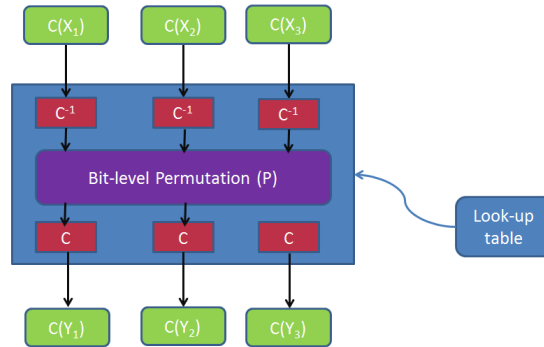 C(X₁) C(X₂) C(X₃)
C⁻¹ C⁻¹ C⁻¹
Bit-level Permutation (P)
C C C
Look-up
table
C(Y₁) C(Y₂) C(Y₃)